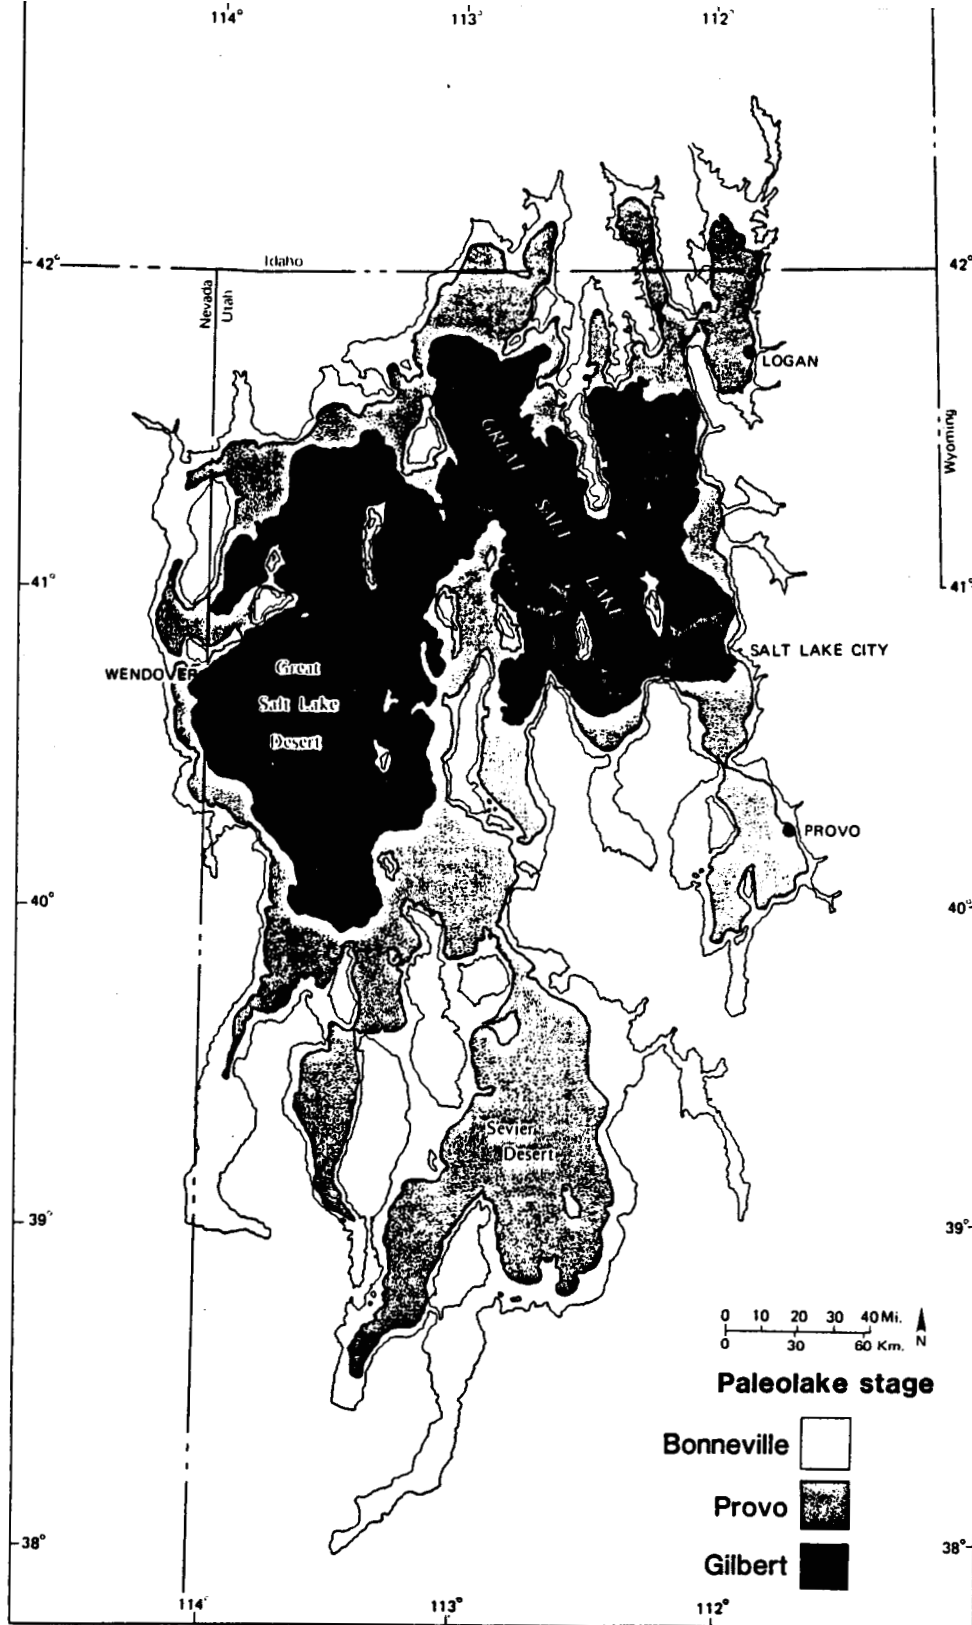 114°
113°
112°
42°
Idaho
42°
Nevada
Utah
LOGAN
Wyoming
GREAT
SALT
LAKE
41°
41°
SALT LAKE CITY
WENDOVER
Great
Salt Lake
Desert
PROVO
40°
40°
Sevier
Desert
39°
39°
0 10 20 30 40 Mi.
0 30 60 Km.
N
Paleolake stage
Bonneville
Provo
Gilbert
38°
38°
114°
113°
112°